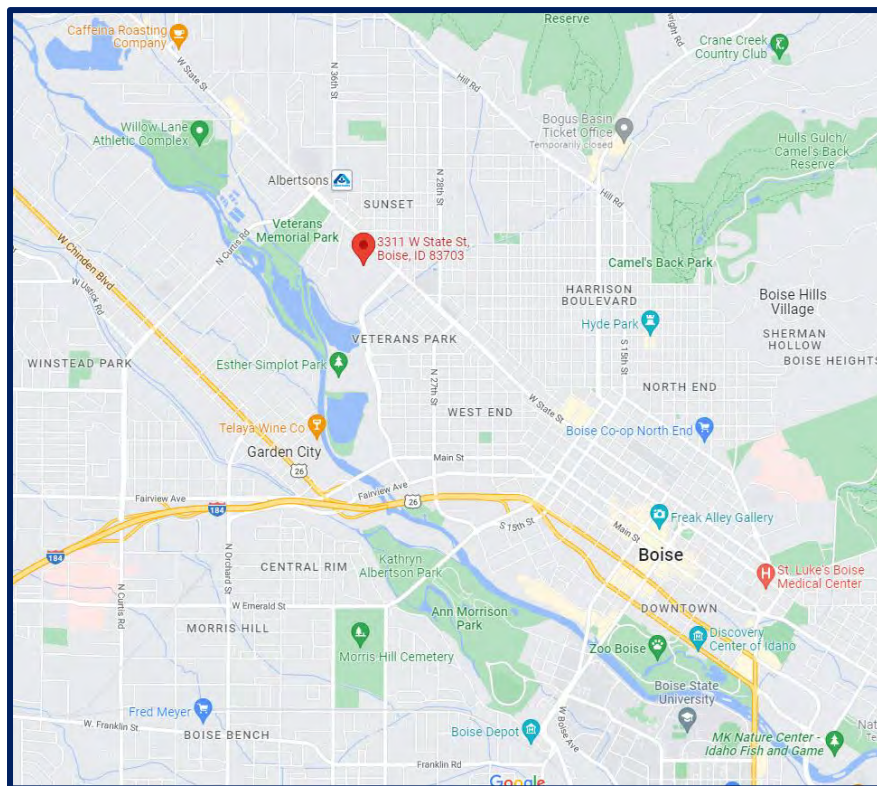 Reserve
Caffeina Roasting
Company
Crane Creek
Country Club
W State St
N 36th St
Hill Rd
Bogus Basin
Ticket Office
Temporarily closed
Willow Lane
Athletic Complex
Hulls Gulch/
Camel's Back
Reserve
Albertsons
N 28th St
Hill Rd
SUNSET
Veterans
Memorial Park
N Curtis Rd
3311 W State St,
Boise, ID 83703
W Chinden Blvd
W Ustick Rd
Camel's Back Park
HARRISON
BOULEVARD
Boise Hills
Village
Hyde Park
SHERMAN
HOLLOW
VETERANS PARK
S 15th St
BOISE HEIGHTS
WINSTEAD PARK
Esther Simplot Park
N 27th St
NORTH END
WEST END
W State St
Telaya Wine Co
Boise Co-op North End
Garden City
Main St
26
Fairview Ave
Fairview Ave
26
184
S 15th St
Main St
Freak Alley Gallery
Boise
184
N Orchard St
Kathryn
Albertson Park
CENTRAL RIM
St. Luke's Boise
Medical Center
N Curtis Rd
W Emerald St
Ann Morrison
Park
DOWNTOWN
MORRIS HILL
Discovery
Center of Idaho
Zoo Boise
Morris Hill Cemetery
Boise State
University
Fred Meyer
W. Franklin St
BOISE BENCH
Boise Depot
W Boise Ave
MK Nature Center -
Idaho Fish and Game
Franklin Rd
Google